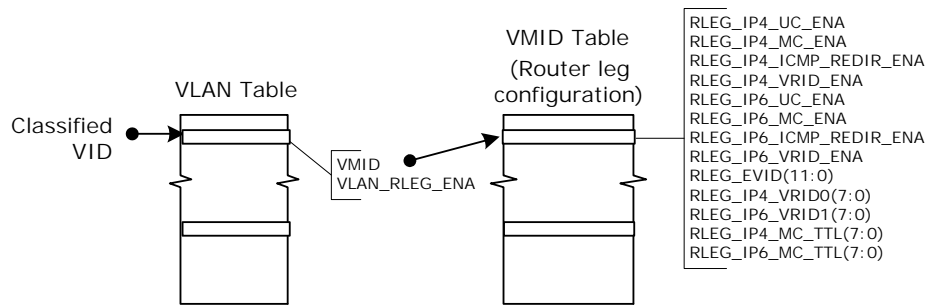 Classified
VID
VLAN Table
VMID
VLAN_RLEG_ENA
VMID Table
(Router leg
configuration)
RLEG_IP4_UC_ENA
RLEG_IP4_MC_ENA
RLEG_IP4_ICMP_REDIR_ENA
RLEG_IP4_VRID_ENA
RLEG_IP6_UC_ENA
RLEG_IP6_MC_ENA
RLEG_IP6_ICMP_REDIR_ENA
RLEG_IP6_VRID_ENA
RLEG_EVID(11:0)
RLEG_IP4_VRID0(7:0)
RLEG_IP6_VRID1(7:0)
RLEG_IP4_MC_TTL(7:0)
RLEG_IP6_MC_TTL(7:0)